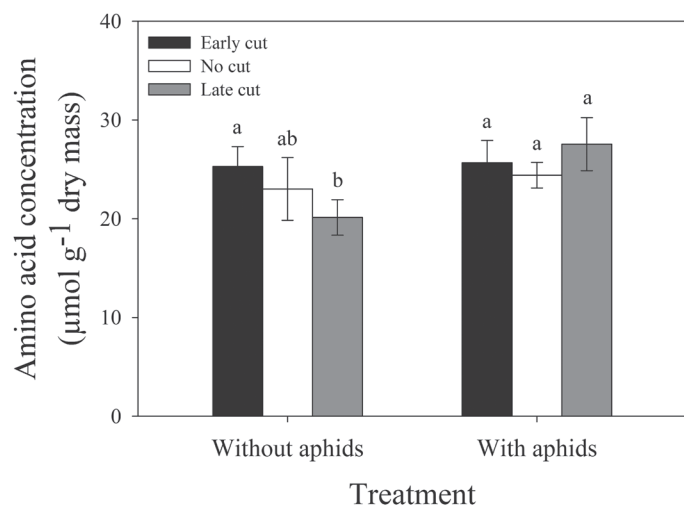 Amino acid concentration
(µmol g-1 dry mass)
40
30
20
10
0
Early cut
No cut
Late cut
a
ab
b
a
a
a
Without aphids
With aphids
Treatment